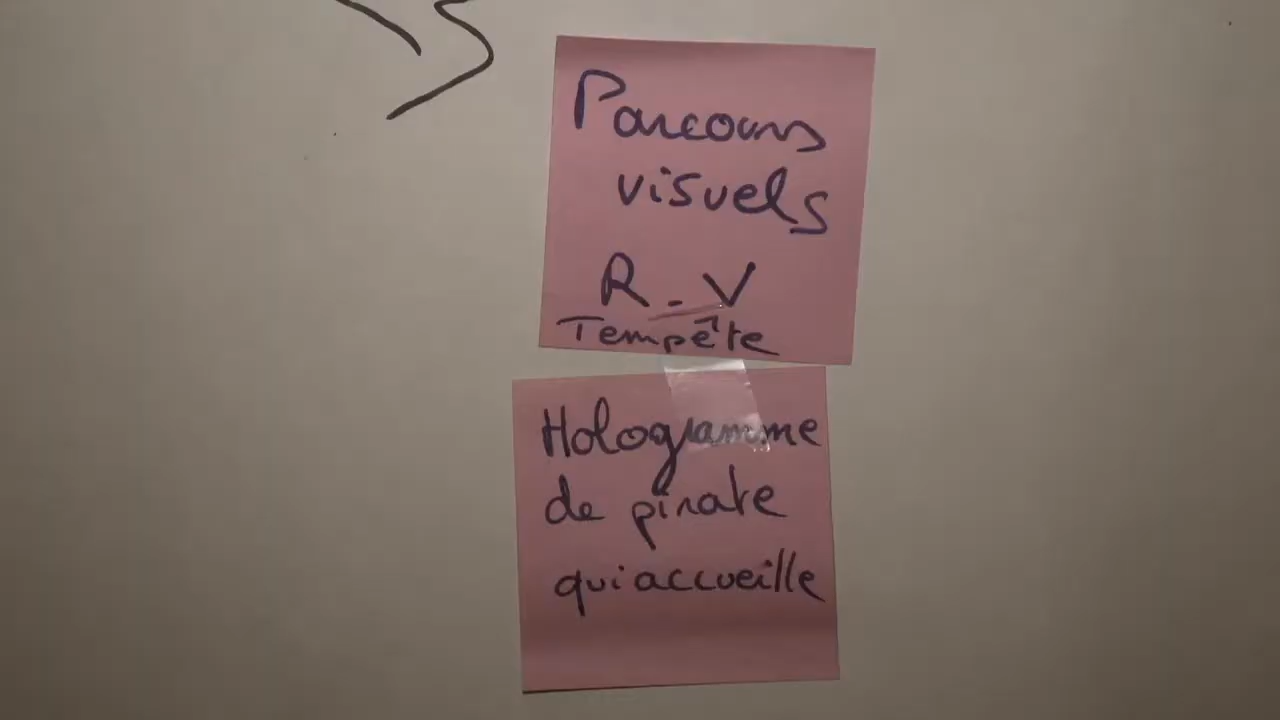 Parcours
visuels
R.V
Tempête
Hologramme
de pirate
qui accueille